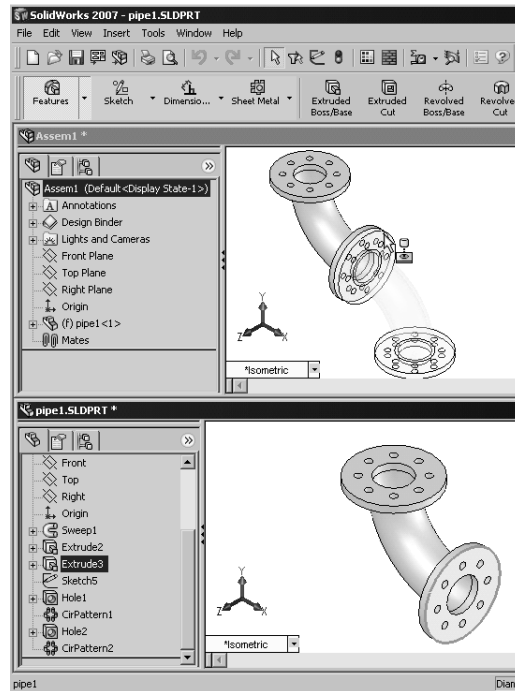 SolidWorks 2007 - pipe1.SLDPRT
File Edit View Insert Tools Window Help
Features Sketch Dimensio... Sheet Metal Extruded Boss/Base Extruded Cut Revolved Boss/Base Revolve Cut
Assem1 *
Assem1 (Default<Display State-1>)
Annotations
Design Binder
Lights and Cameras
Front Plane
Top Plane
Right Plane
Origin
(f) pipe1<1>
Mates
Y
Z X
*Isometric
pipe1.SLDPRT *
Front
Top
Right
Origin
Sweep1
Extrude2
Extrude3
Sketch5
Hole1
CirPattern1
Hole2
CirPattern2
Y
Z X
*Isometric
pipe1 Diam